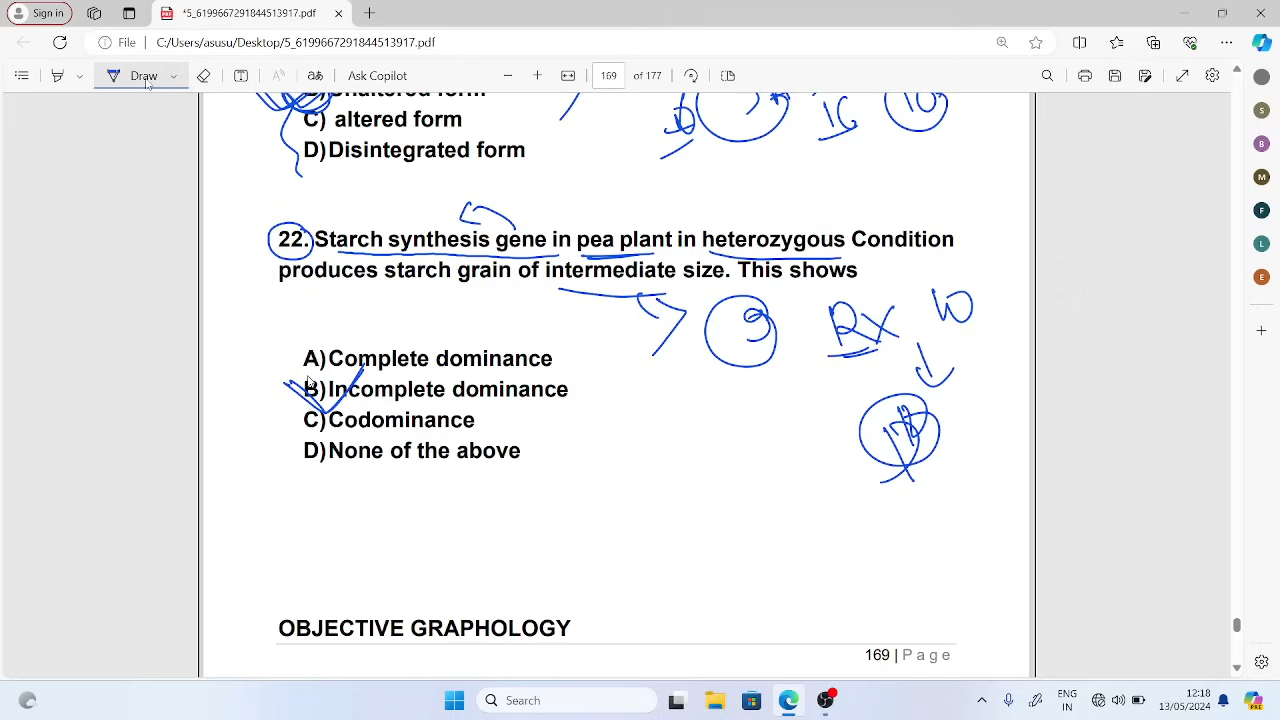 Sign in
*5_6199667291844513917.pdf
File
C:/Users/asusu/Desktop/5_6199667291844513917.pdf
Draw
Ask Copilot
169 of 177
C) altered form
16
10
D)Disintegrated form
22. Starch synthesis gene in pea plant in heterozygous Condition
produces starch grain of intermediate size. This shows
A)Complete dominance
B)Incomplete dominance
C)Codominance
D)None of the above
OBJECTIVE GRAPHOLOGY
169 | Page
Search
ENG
IN
12:18
13/05/2024